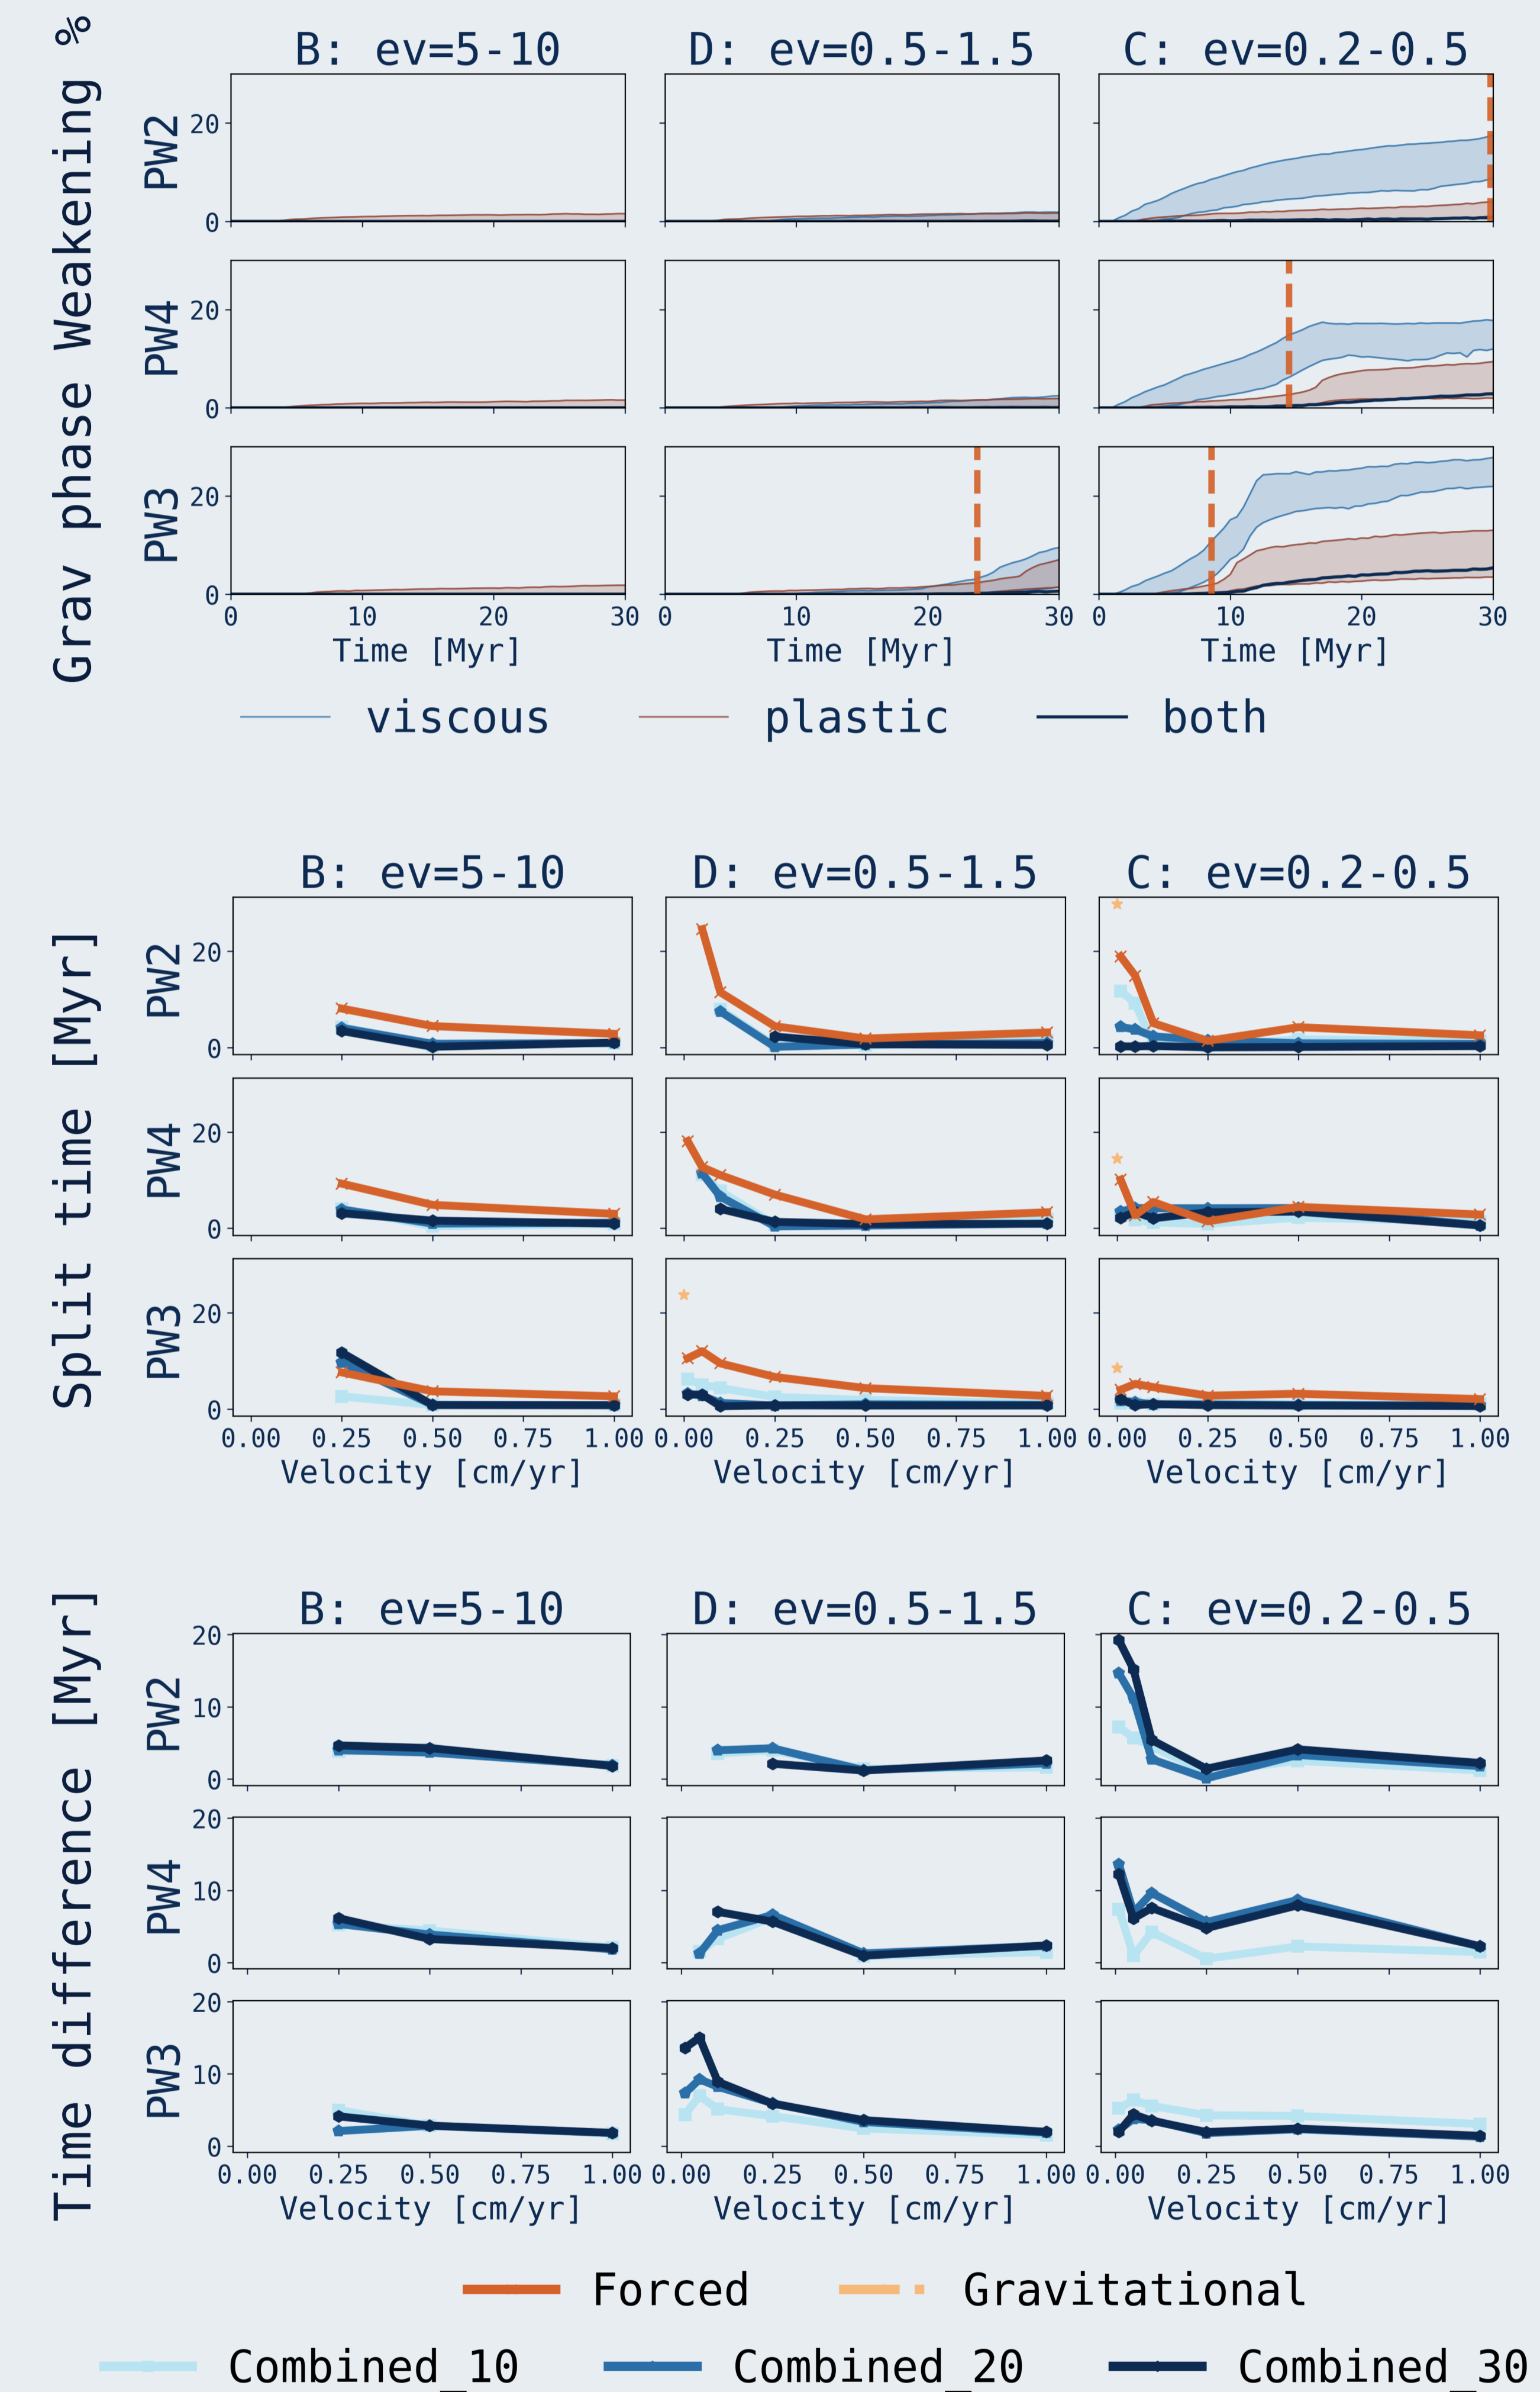 Grav phase Weakening %
B: ev=5-10
D: ev=0.5-1.5
C: ev=0.2-0.5
PW2
20
0
PW4
20
0
PW3
20
0
0 10 20 30
10 20
0 10 20 30
Time [Myr]
Time [Myr]
Time [Myr]
viscous
plastic
both
Split time [Myr]
B: ev=5-10
D: ev=0.5-1.5
C: ev=0.2-0.5
PW2
20
0
PW4
20
0
PW3
20
0
0.00 0.25 0.50 0.75 1.00
0.00 0.25 0.50 0.75 1.00
0.00 0.25 0.50 0.75 1.00
Velocity [cm/yr]
Velocity [cm/yr]
Velocity [cm/yr]
Time difference [Myr]
B: ev=5-10
D: ev=0.5-1.5
C: ev=0.2-0.5
PW2
20
10
0
PW4
20
10
0
PW3
20
10
0
0.00 0.25 0.50 0.75 1.00
0.00 0.25 0.50 0.75 1.00
0.00 0.25 0.50 0.75 1.00
Velocity [cm/yr]
Velocity [cm/yr]
Velocity [cm/yr]
Forced
Gravitational
Combined_10
Combined_20
Combined_30